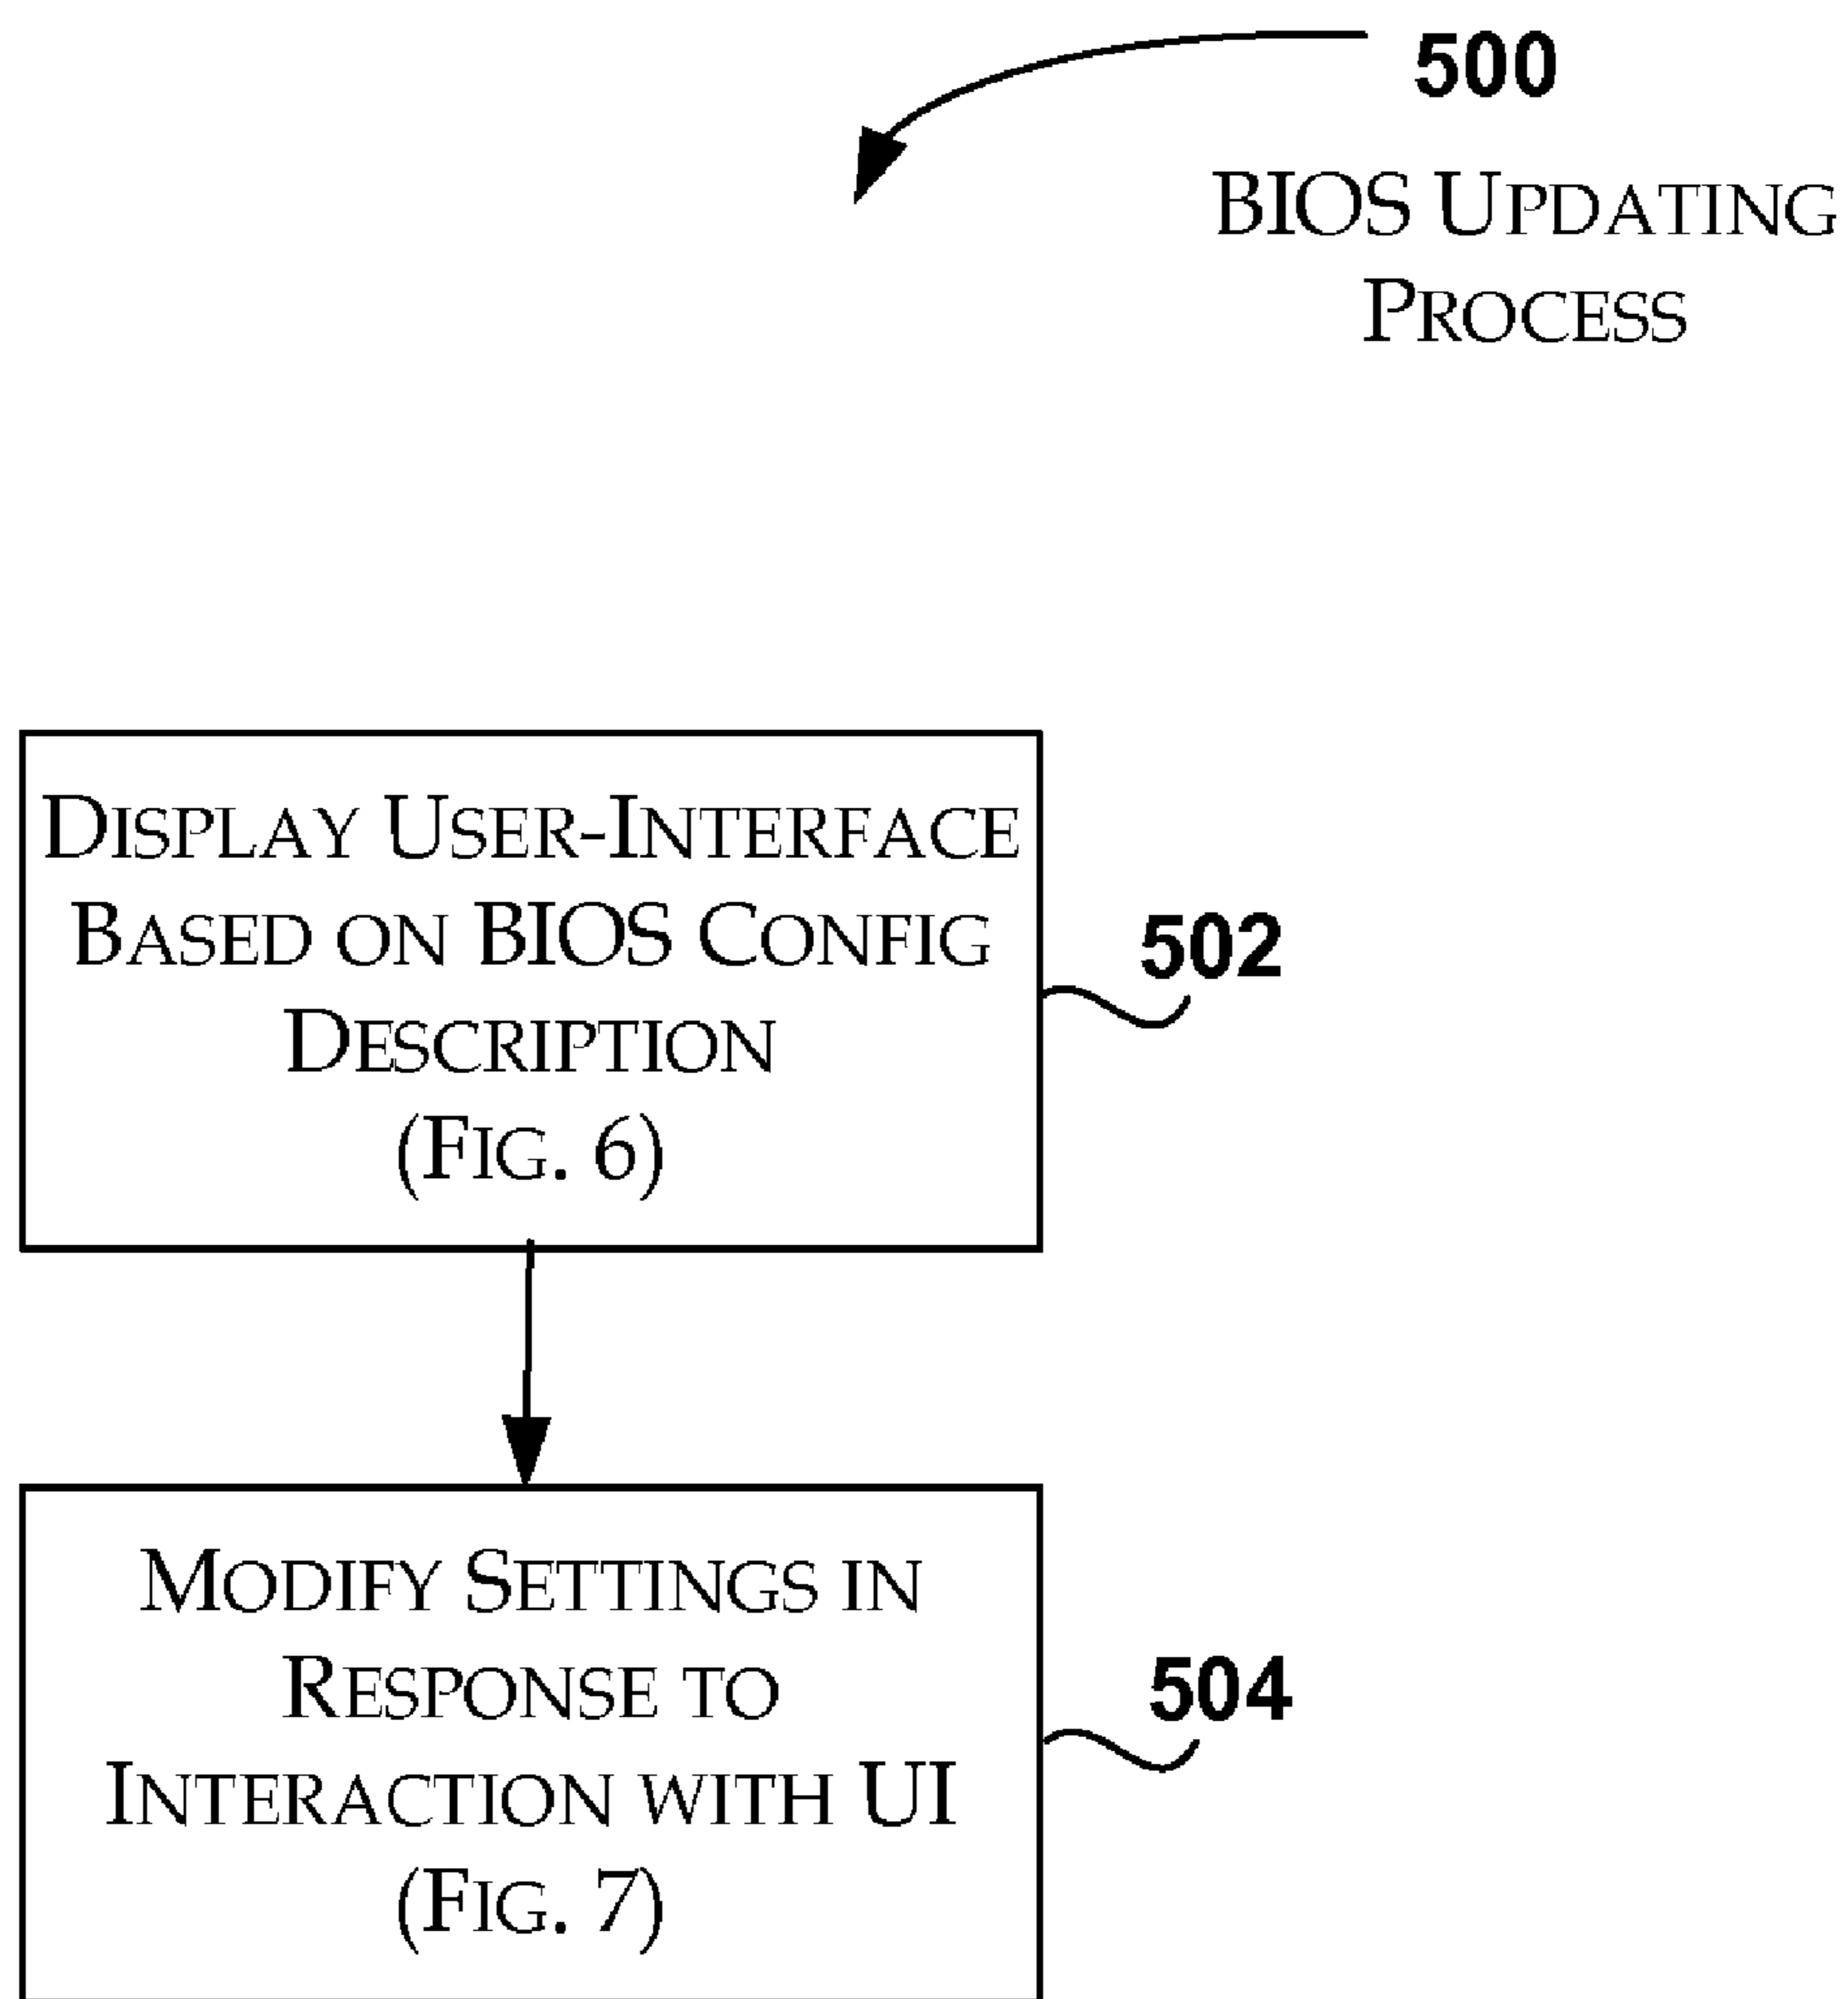 500
BIOS UPDATING
PROCESS
DISPLAY USER-INTERFACE
BASED ON BIOS CONFIG
DESCRIPTION
(FIG. 6)
502
MODIFY SETTINGS IN
RESPONSE TO
INTERACTION WITH UI
(FIG. 7)
504